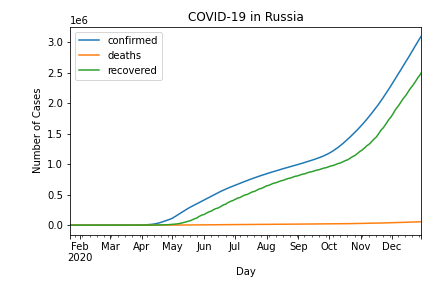 COVID-19 in Russia
1e6
confirmed
deaths
recovered
3.0
2.5
2.0
1.5
1.0
0.5
0.0
Number of Cases
Feb Mar Apr May Jun Jul Aug Sep Oct Nov Dec
2020
Day